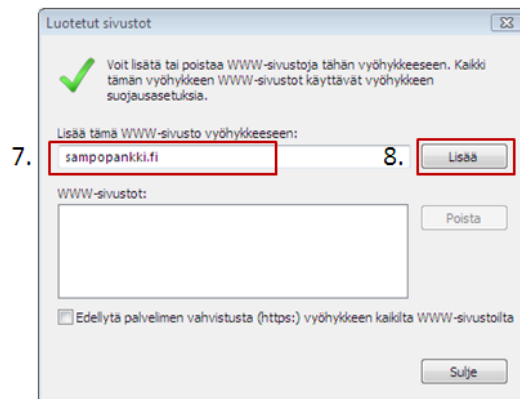 Luotetut sivustot
Voit lisätä tai poistaa WWW-sivustoja tähän vyöhykkeeseen. Kaikki
tämän vyöhykkeen WWW-sivustot käyttävät vyöhykkeen
suojausasetuksia.
Lisää tämä WWW-sivusto vyöhykkeeseen:
7. sampopankki.fi 8. Lisää
WWW-sivustot:
Poista
Edellytä palvelimen vahvistusta (https:) vyöhykkeen kaikilta WWW-sivustoilta
Sulje